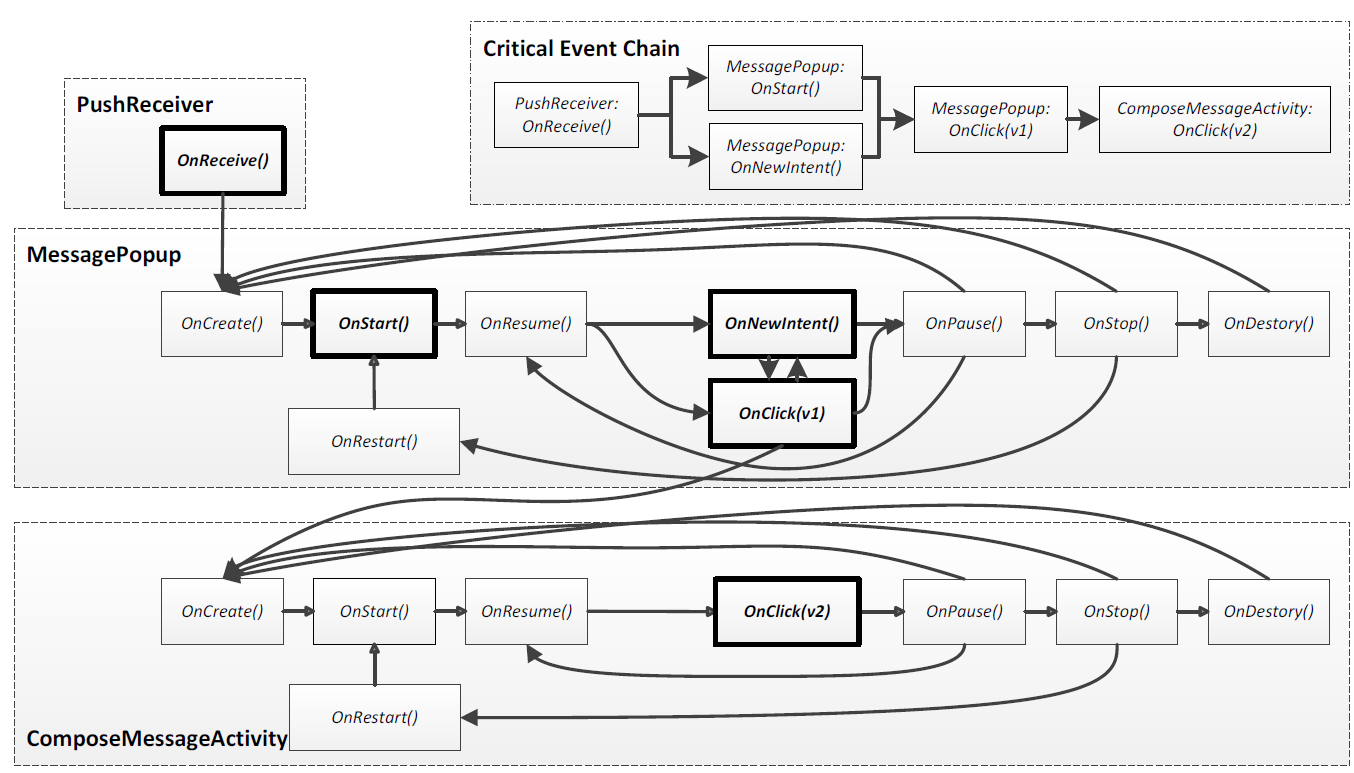 Critical Event Chain
PushReceiver:
OnReceive()
MessagePopup:
OnStart()
MessagePopup:
OnNewIntent()
MessagePopup:
OnClick(v1)
ComposeMessageActivity:
OnClick(v2)
PushReceiver
OnReceive()
MessagePopup
OnCreate()
OnStart()
OnResume()
OnNewIntent()
OnPause()
OnStop()
OnDestory()
OnClick(v1)
OnRestart()
OnCreate()
OnStart()
OnResume()
OnClick(v2)
OnPause()
OnStop()
OnDestory()
OnRestart()
ComposeMessageActivity